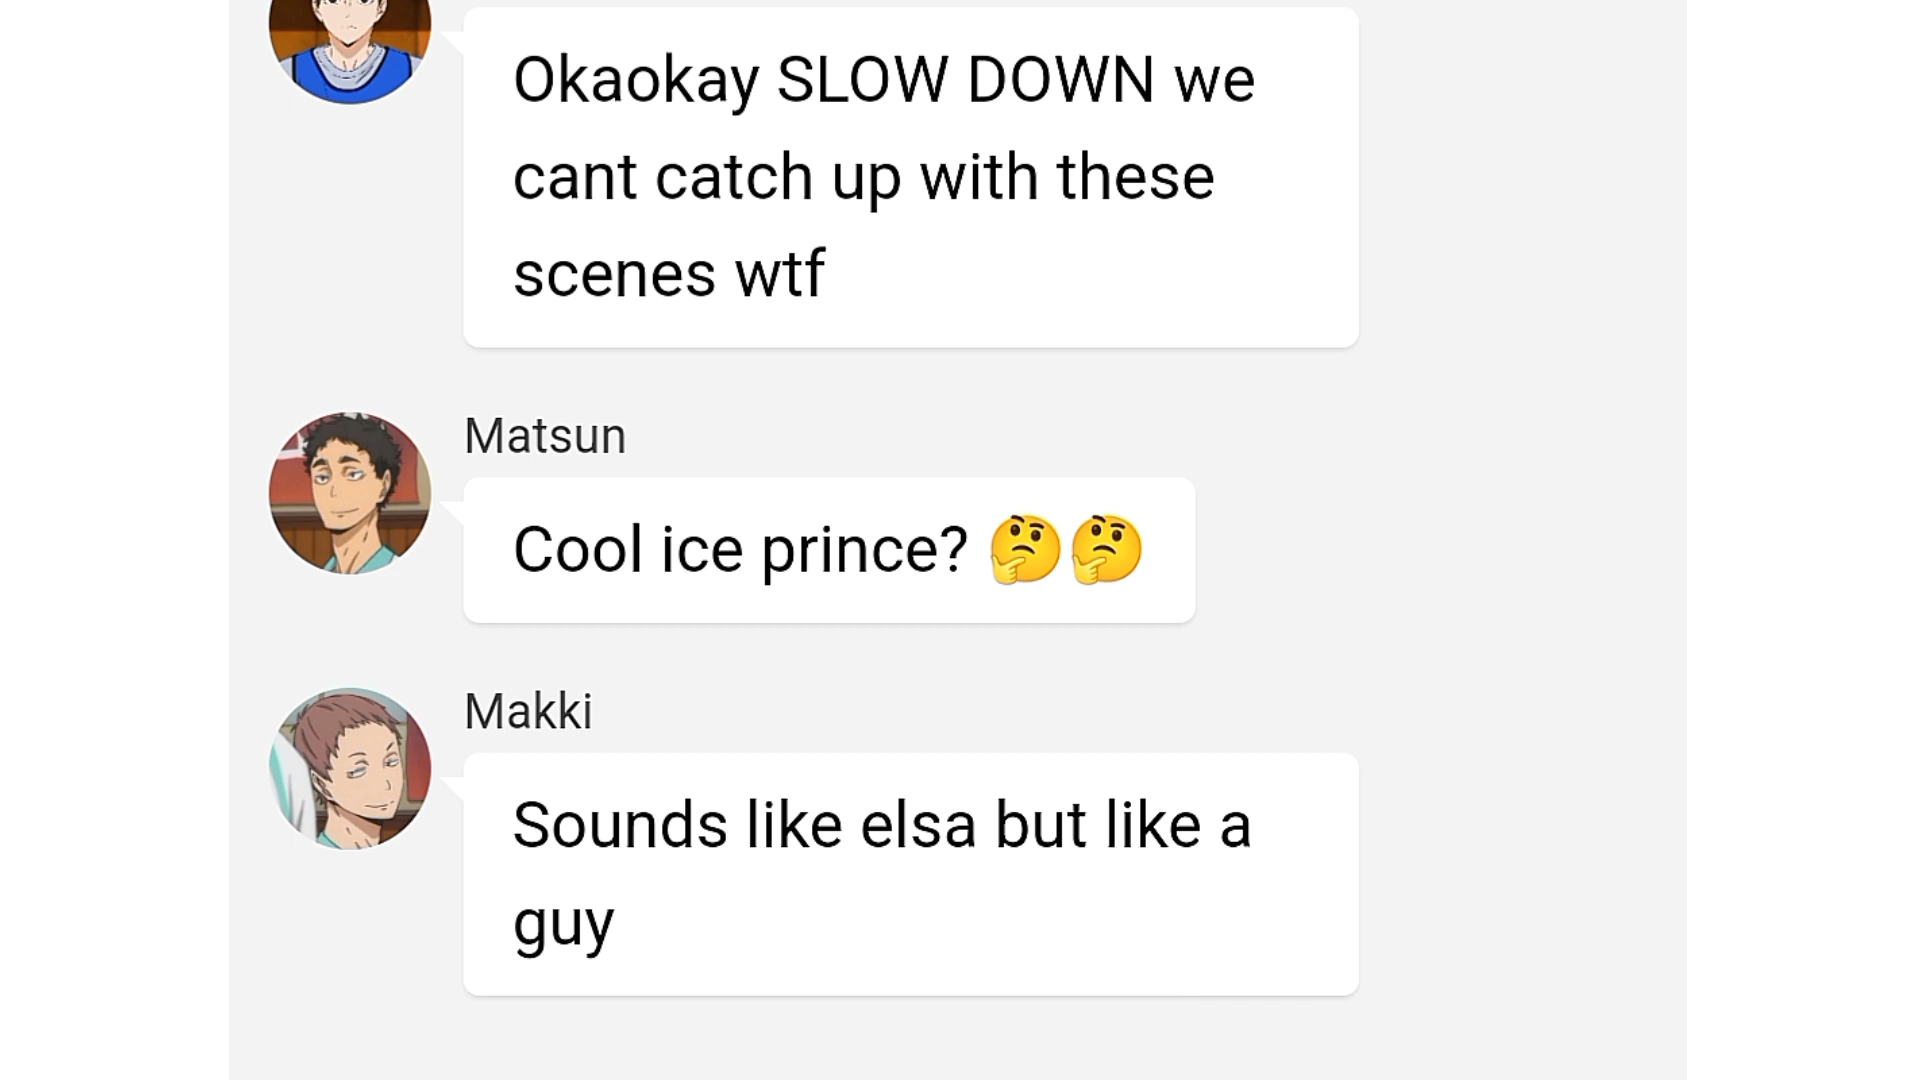 Okaokay SLOW DOWN we
cant catch up with these
scenes wtf
Matsun
Cool ice prince? 🤔🤔
Makki
Sounds like elsa but like a
guy